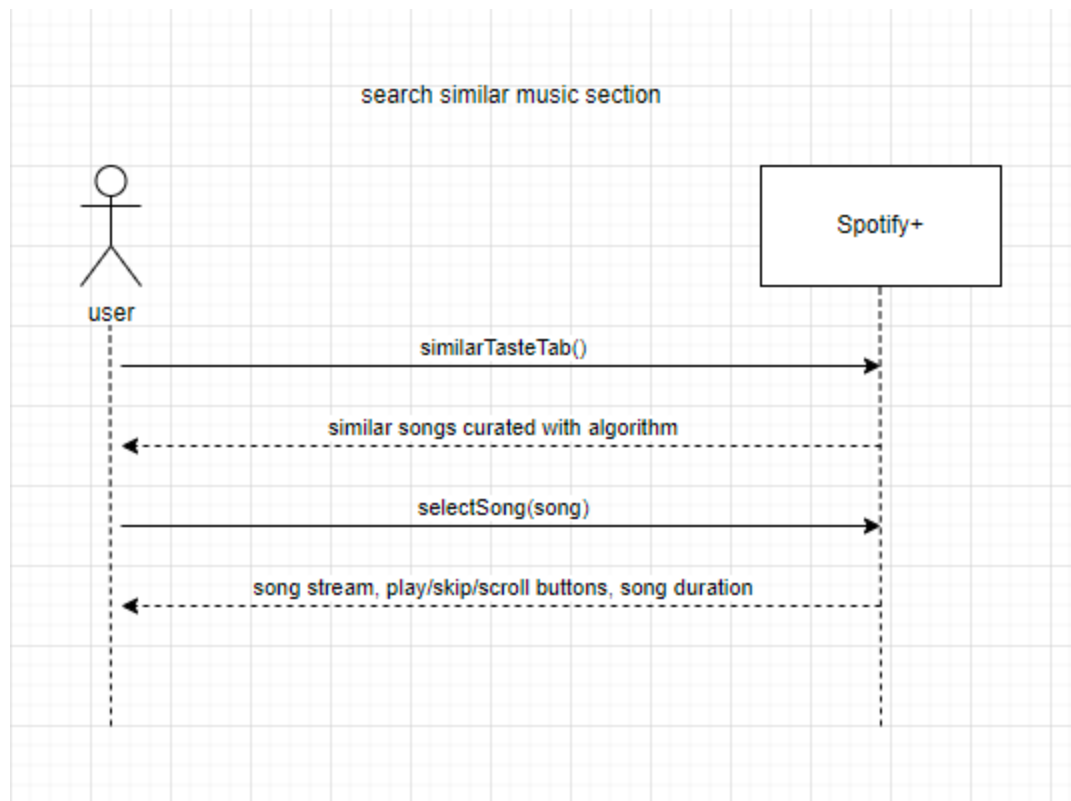 search similar music section
Spotify+
user
similarTasteTab()
similar songs curated with algorithm
selectSong(song)
song stream, play/skip/scroll buttons, song duration